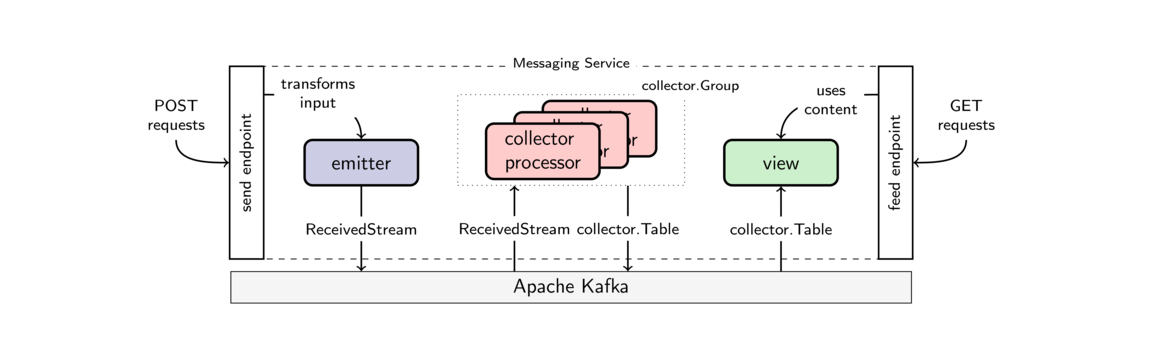 Messaging Service
transforms
input
collector.Group
uses
content
POST
requests
GET
requests
send endpoint
emitter
collector
processor
view
feed endpoint
ReceivedStream
ReceivedStream
collector.Table
collector.Table
Apache Kafka